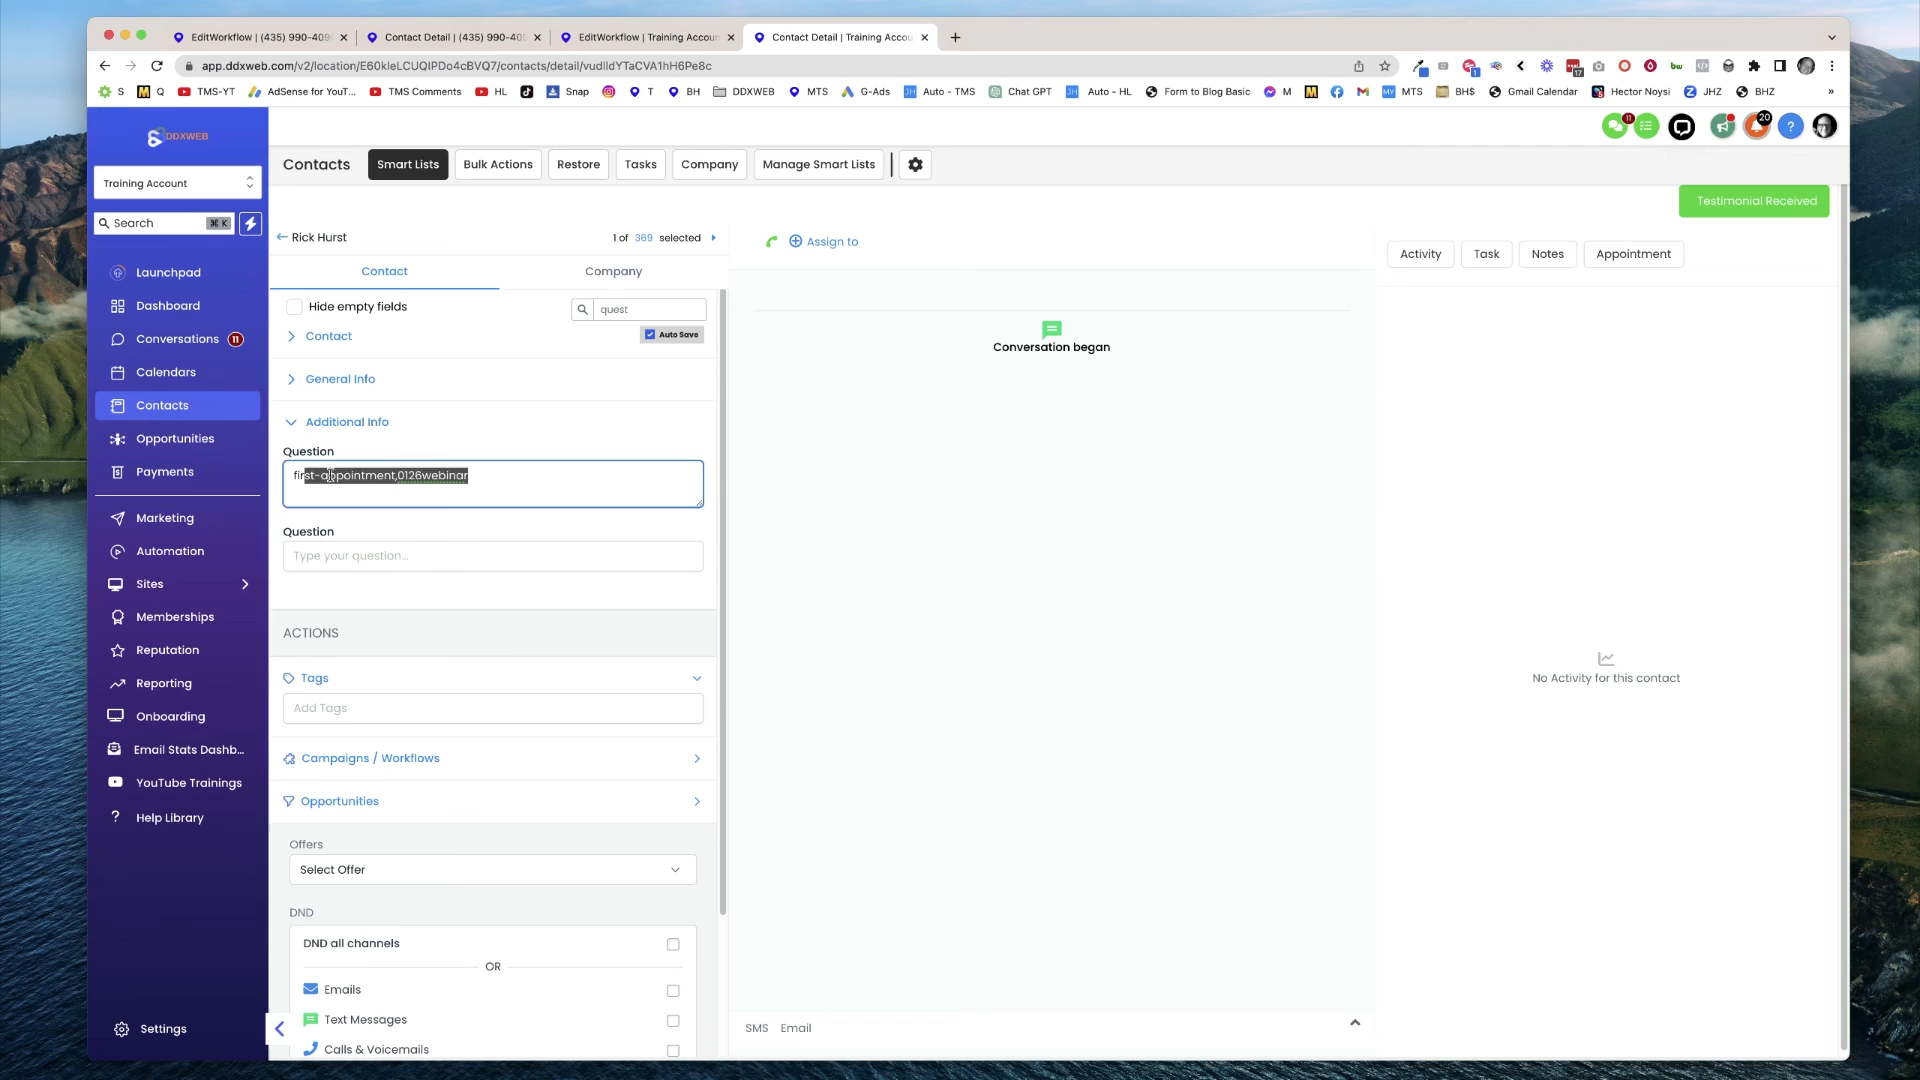 EditWorkflow | (435) 990-409
Contact Detail | (435) 990-409
EditWorkflow | Training Accoun
Contact Detail | Training Accou
app.ddxweb.com/v2/location/E60kIeLCUQIPDo4cBVQ7/contacts/detail/vudIldYTaCVA1hH6Pe8c
S
Q
TMS-YT
AdSense for YouT...
TMS Comments
HL
Snap
T
BH
DDXWEB
MTS
G-Ads
Auto - TMS
Chat GPT
Auto - HL
Form to Blog Basic
M
MTS
BH$
Gmail Calendar
Hector Noysi
JHZ
BHZ
»
DDXWEB
11
20
Contacts
Smart Lists
Bulk Actions
Restore
Tasks
Company
Manage Smart Lists
Training Account
Search
⌘ K
Launchpad
Dashboard
Conversations
11
Calendars
Contacts
Opportunities
Payments
Marketing
Automation
Sites
Memberships
Reputation
Reporting
Onboarding
Email Stats Dashb...
YouTube Trainings
Help Library
Settings
Testimonial Received
Rick Hurst
1 of 369 selected
Contact
Company
Hide empty fields
quest
Contact
Auto Save
General Info
Additional Info
Question
first-appointment,0126webinar
Question
Type your question...
ACTIONS
Tags
Add Tags
Campaigns / Workflows
Opportunities
Offers
Select Offer
DND
DND all channels
OR
Emails
Text Messages
Calls & Voicemails
Assign to
Conversation began
SMS
Email
Activity
Task
Notes
Appointment
No Activity for this contact